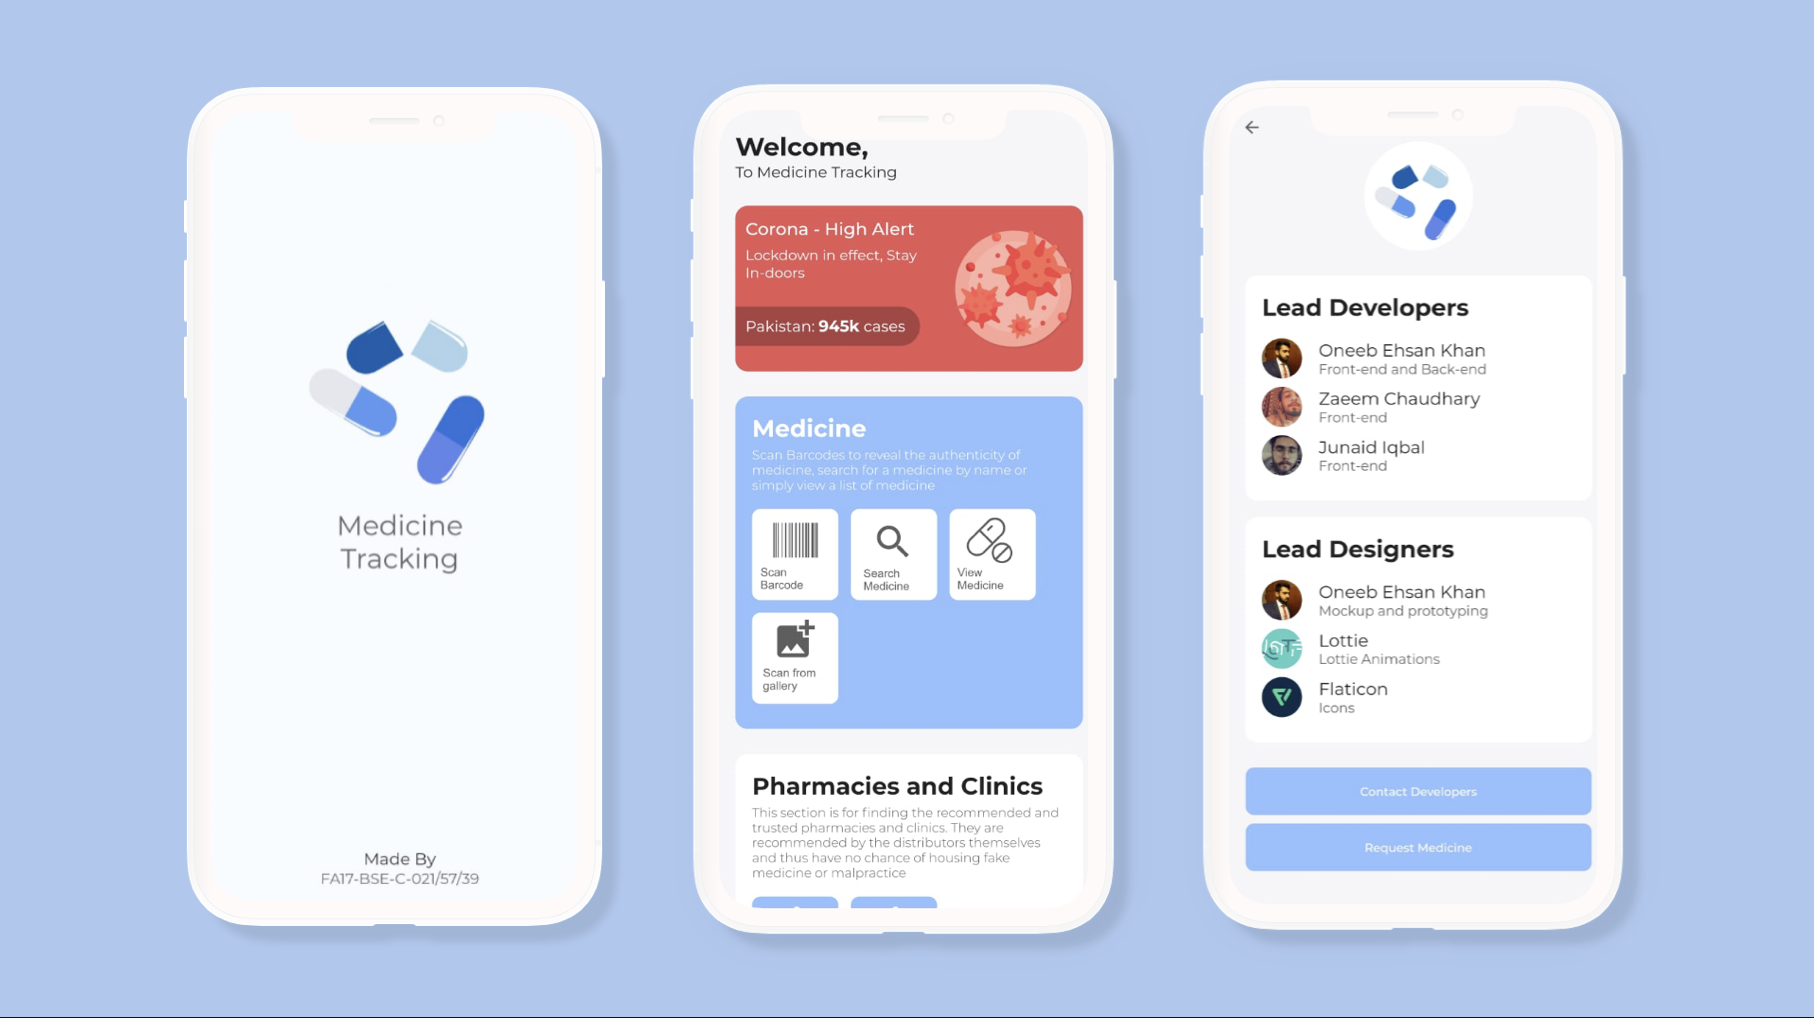 Medicine
Tracking
Made By
FA17-BSE-C-021/57/39
Welcome,
To Medicine Tracking
Corona - High Alert
Lockdown in effect, Stay
In-doors
Pakistan: 945k cases
Medicine
Scan Barcodes to reveal the authenticity of
medicine, search for a medicine by name or
simply view a list of medicine
Scan
Barcode
Search
Medicine
View
Medicine
Scan from
gallery
Pharmacies and Clinics
This section is for finding the recommended and
trusted pharmacies and clinics. They are
recommended by the distributors themselves
and thus have no chance of housing fake
medicine or malpractice
Lead Developers
Oneeb Ehsan Khan
Front-end and Back-end
Zaeem Chaudhary
Front-end
Junaid Iqbal
Front-end
Lead Designers
Oneeb Ehsan Khan
Mockup and prototyping
Lottie
Lottie Animations
Flaticon
Icons
Contact Developers
Request Medicine